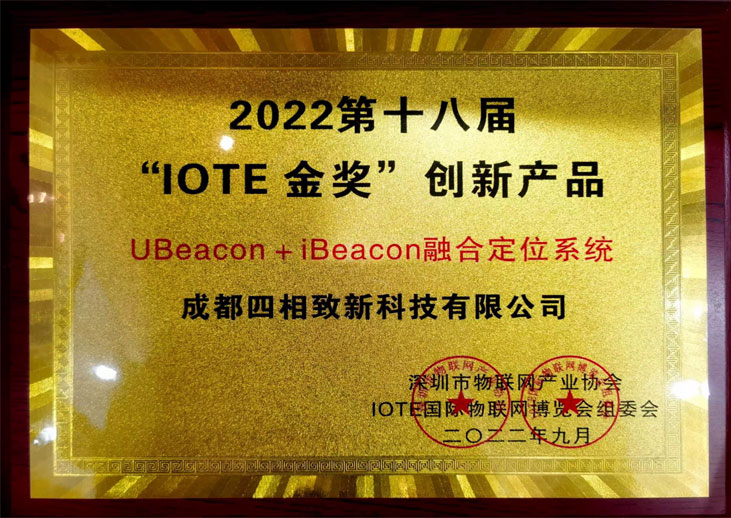 2022第十八届
“IOTE 金奖”创新产品
UBeacon+iBeacon融合定位系统
成都四相致新科技有限公司
深圳市物联网产业协会
IOTE国际物联网博览会组委会
二〇二二年九月